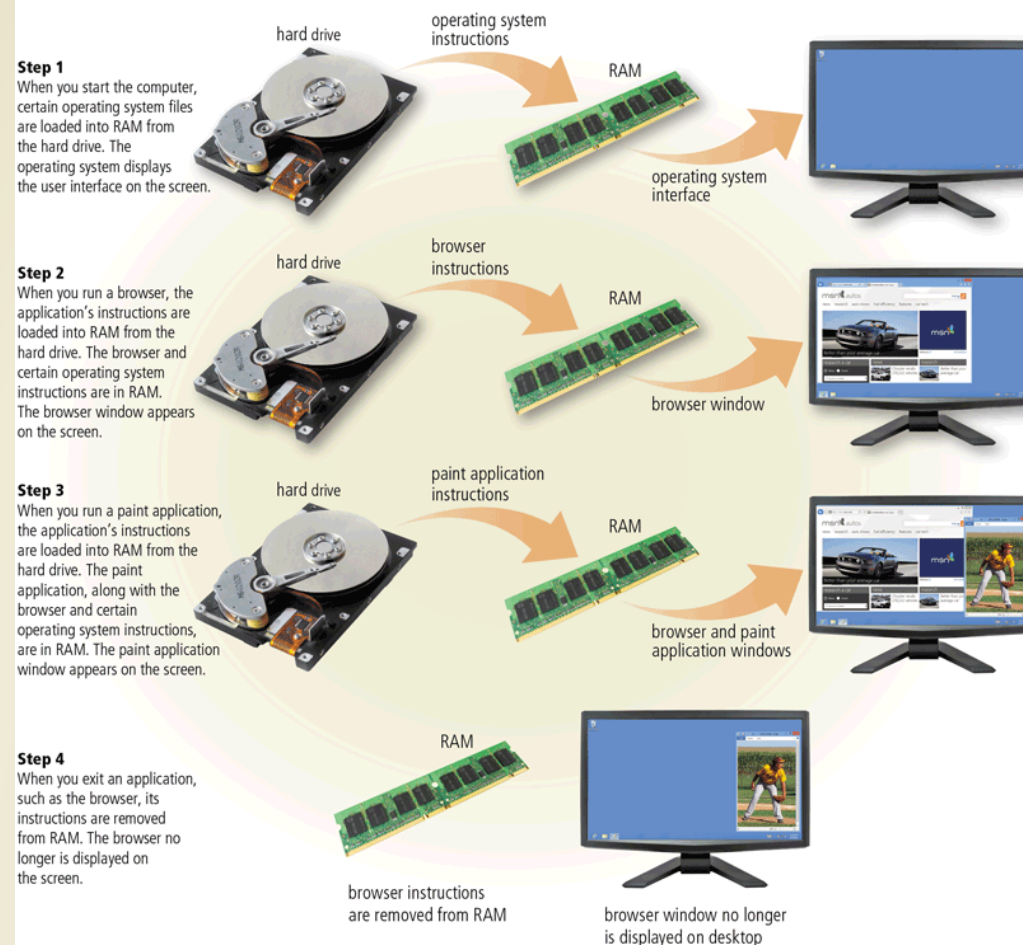 Step 1
When you start the computer,
certain operating system files
are loaded into RAM from
the hard drive. The
operating system displays
the user interface on the screen.
hard drive
operating system
instructions
RAM
operating system
interface
Step 2
When you run a browser, the
application's instructions are
loaded into RAM from the
hard drive. The browser and
certain operating system
instructions are in RAM.
The browser window appears
on the screen.
hard drive
browser
instructions
RAM
browser window
msn autos
msn
Step 3
When you run a paint application,
the application's instructions
are loaded into RAM from the
hard drive. The paint
application, along with the
browser and certain
operating system instructions,
are in RAM. The paint application
window appears on the screen.
hard drive
paint application
instructions
RAM
browser and paint
application windows
msn autos
msn
Step 4
When you exit an application,
such as the browser, its
instructions are removed
from RAM. The browser no
longer is displayed on
the screen.
RAM
browser instructions
are removed from RAM
browser window no longer
is displayed on desktop